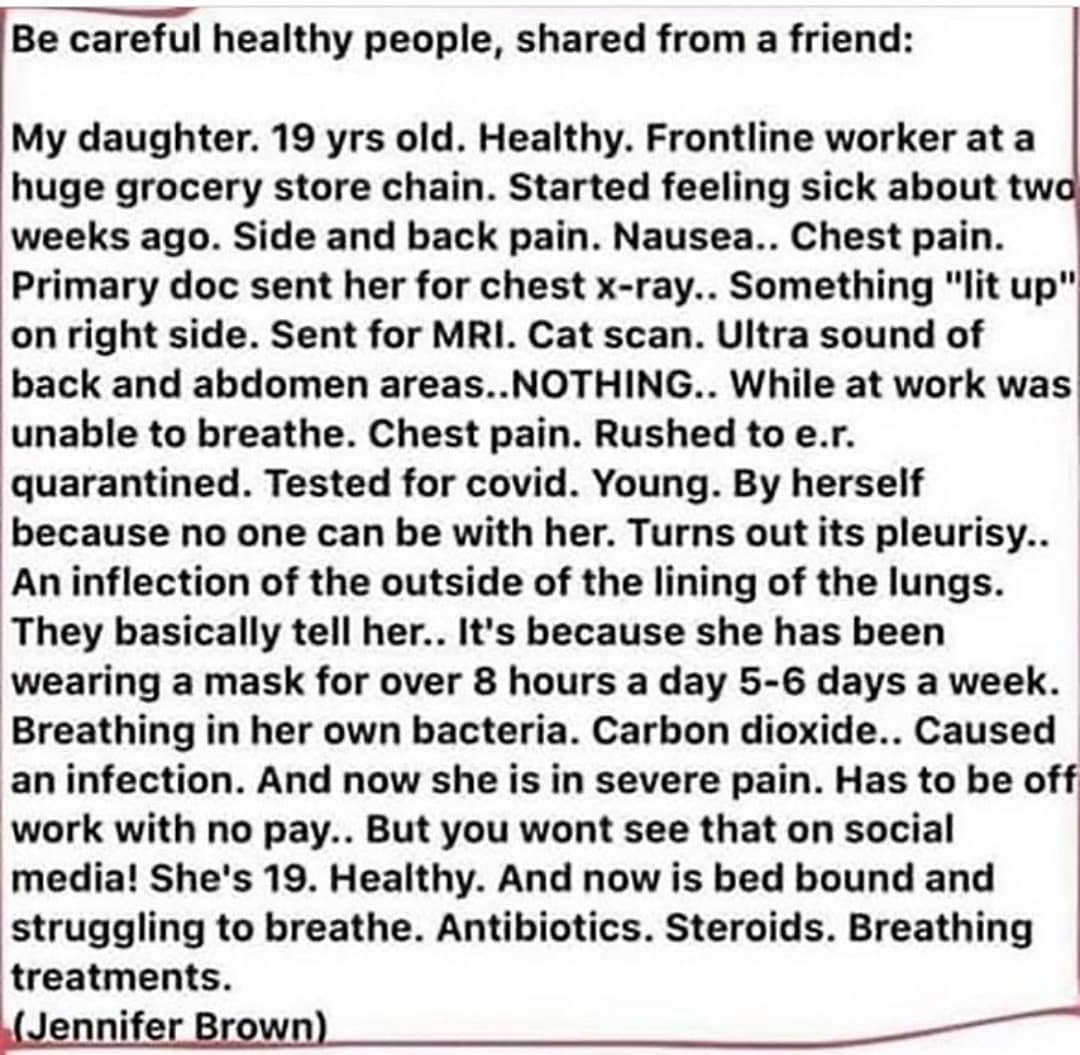 Be careful healthy people, shared from a friend:
My daughter. 19 yrs old. Healthy. Frontline worker at a
huge grocery store chain. Started feeling sick about two
weeks ago. Side and back pain. Nausea.. Chest pain.
Primary doc sent her for chest x-ray.. Something "lit up"
on right side. Sent for MRI. Cat scan. Ultra sound of
back and abdomen areas..NOTHING.. While at work was
unable to breathe. Chest pain. Rushed to e.r.
quarantined. Tested for covid. Young. By herself
because no one can be with her. Turns out its pleurisy..
An inflection of the outside of the lining of the lungs.
They basically tell her.. It's because she has been
wearing a mask for over 8 hours a day 5-6 days a week.
Breathing in her own bacteria. Carbon dioxide.. Caused
an infection. And now she is in severe pain. Has to be off
work with no pay.. But you wont see that on social
media! She's 19. Healthy. And now is bed bound and
struggling to breathe. Antibiotics. Steroids. Breathing
treatments.
(Jennifer Brown)